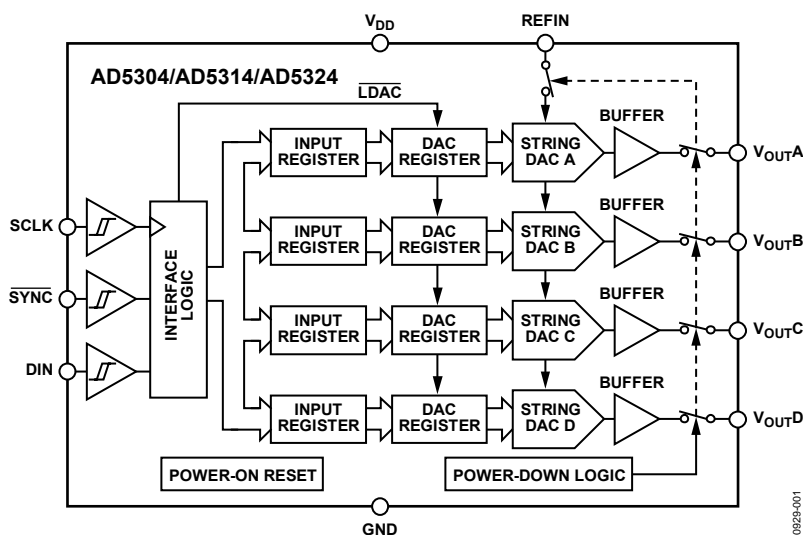 VDD
REFIN
AD5304/AD5314/AD5324
LDAC
INPUT
REGISTER
DAC
REGISTER
STRING
DAC A
BUFFER
VOUTA
INPUT
REGISTER
DAC
REGISTER
STRING
DAC B
BUFFER
VOUTB
INPUT
REGISTER
DAC
REGISTER
STRING
DAC C
BUFFER
VOUTC
INPUT
REGISTER
DAC
REGISTER
STRING
DAC D
BUFFER
VOUTD
SCLK
SYNC
DIN
INTERFACE
LOGIC
POWER-ON RESET
POWER-DOWN LOGIC
GND
0929-001